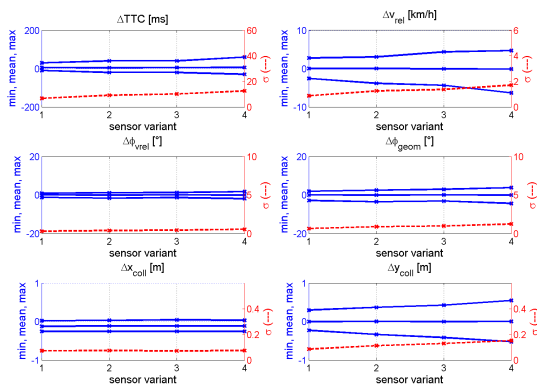 ΔTTC [ms]
200
0
-200
60
40
20
0
min, mean, max
σ (---)
1 2 3 4
sensor variant
Δv_rel [km/h]
10
0
-10
6
4
2
0
min, mean, max
σ (---)
1 2 3 4
sensor variant
Δϕ_vrel [°]
20
0
-20
10
5
0
min, mean, max
σ (---)
1 2 3 4
sensor variant
Δϕ_geom [°]
20
0
-20
10
5
0
min, mean, max
σ (---)
1 2 3 4
sensor variant
Δx_coll [m]
1
0
-1
0.4
0.2
0
min, mean, max
σ (---)
1 2 3 4
sensor variant
Δy_coll [m]
1
0
-1
0.4
0.2
0
min, mean, max
σ (---)
1 2 3 4
sensor variant